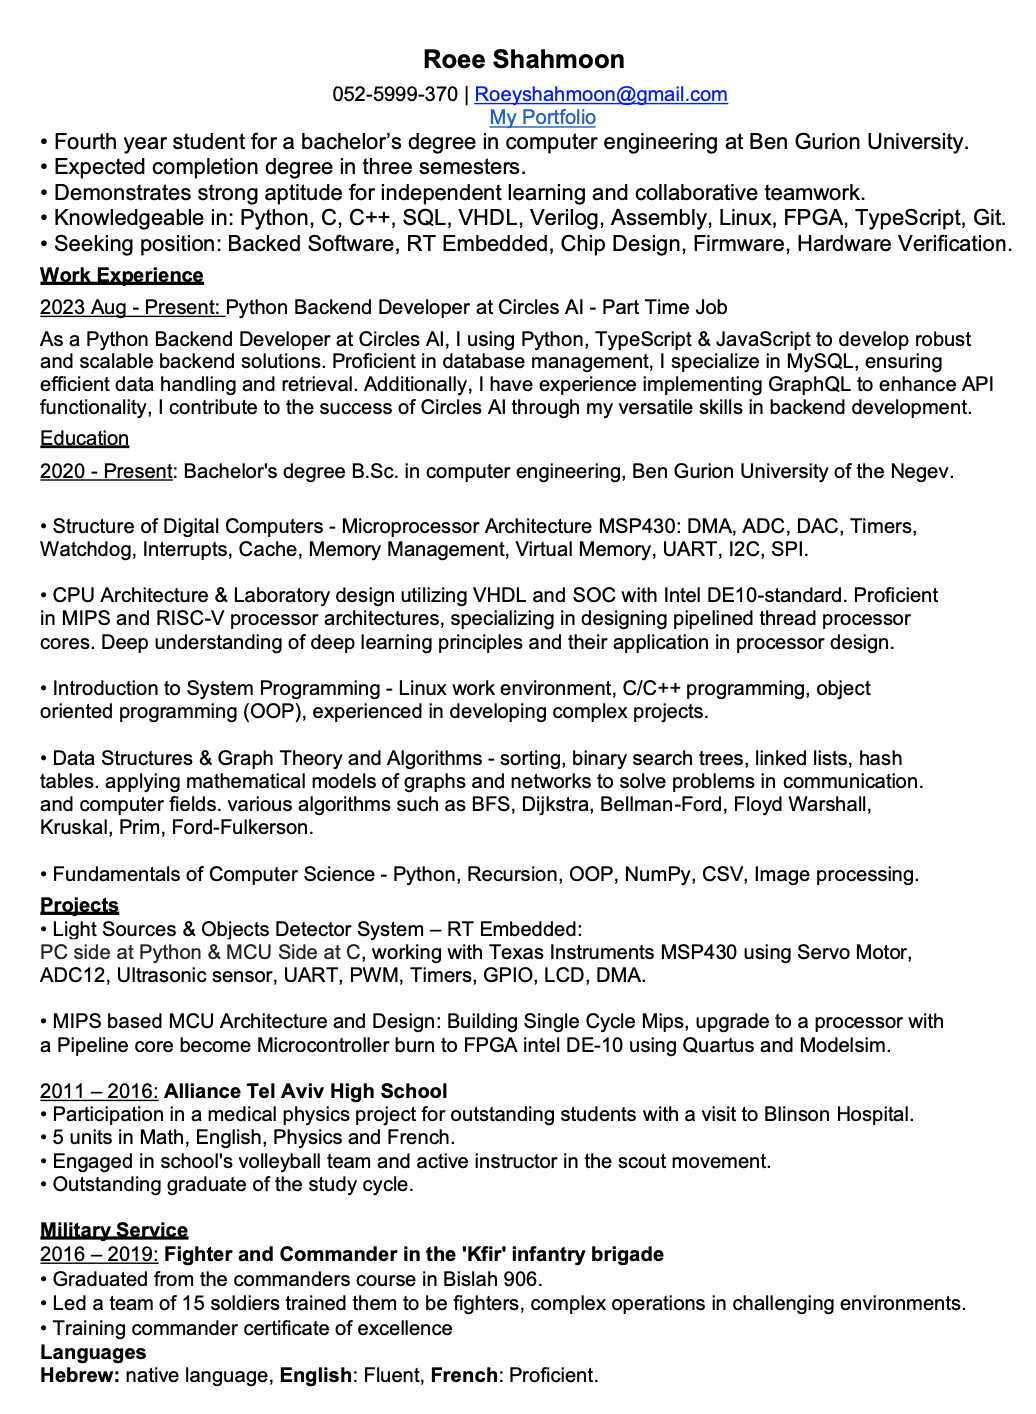 Roee Shahmoon
052-5999-370 | Roeyshahmoon@gmail.com
My Portfolio
• Fourth year student for a bachelor’s degree in computer engineering at Ben Gurion University.
• Expected completion degree in three semesters.
• Demonstrates strong aptitude for independent learning and collaborative teamwork.
• Knowledgeable in: Python, C, C++, SQL, VHDL, Verilog, Assembly, Linux, FPGA, TypeScript, Git.
• Seeking position: Backed Software, RT Embedded, Chip Design, Firmware, Hardware Verification.
Work Experience
2023 Aug - Present: Python Backend Developer at Circles AI - Part Time Job
As a Python Backend Developer at Circles AI, I using Python, TypeScript & JavaScript to develop robust
and scalable backend solutions. Proficient in database management, I specialize in MySQL, ensuring
efficient data handling and retrieval. Additionally, I have experience implementing GraphQL to enhance API
functionality, I contribute to the success of Circles AI through my versatile skills in backend development.
Education
2020 - Present: Bachelor's degree B.Sc. in computer engineering, Ben Gurion University of the Negev.
• Structure of Digital Computers - Microprocessor Architecture MSP430: DMA, ADC, DAC, Timers,
Watchdog, Interrupts, Cache, Memory Management, Virtual Memory, UART, I2C, SPI.
• CPU Architecture & Laboratory design utilizing VHDL and SOC with Intel DE10-standard. Proficient
in MIPS and RISC-V processor architectures, specializing in designing pipelined thread processor
cores. Deep understanding of deep learning principles and their application in processor design.
• Introduction to System Programming - Linux work environment, C/C++ programming, object
oriented programming (OOP), experienced in developing complex projects.
• Data Structures & Graph Theory and Algorithms - sorting, binary search trees, linked lists, hash
tables. applying mathematical models of graphs and networks to solve problems in communication.
and computer fields. various algorithms such as BFS, Dijkstra, Bellman-Ford, Floyd Warshall,
Kruskal, Prim, Ford-Fulkerson.
• Fundamentals of Computer Science - Python, Recursion, OOP, NumPy, CSV, Image processing.
Projects
• Light Sources & Objects Detector System – RT Embedded:
PC side at Python & MCU Side at C, working with Texas Instruments MSP430 using Servo Motor,
ADC12, Ultrasonic sensor, UART, PWM, Timers, GPIO, LCD, DMA.
• MIPS based MCU Architecture and Design: Building Single Cycle Mips, upgrade to a processor with
a Pipeline core become Microcontroller burn to FPGA intel DE-10 using Quartus and Modelsim.
2011 – 2016: Alliance Tel Aviv High School
• Participation in a medical physics project for outstanding students with a visit to Blinson Hospital.
• 5 units in Math, English, Physics and French.
• Engaged in school's volleyball team and active instructor in the scout movement.
• Outstanding graduate of the study cycle.
Military Service
2016 – 2019: Fighter and Commander in the 'Kfir' infantry brigade
• Graduated from the commanders course in Bislah 906.
• Led a team of 15 soldiers trained them to be fighters, complex operations in challenging environments.
• Training commander certificate of excellence
Languages
Hebrew: native language, English: Fluent, French: Proficient.